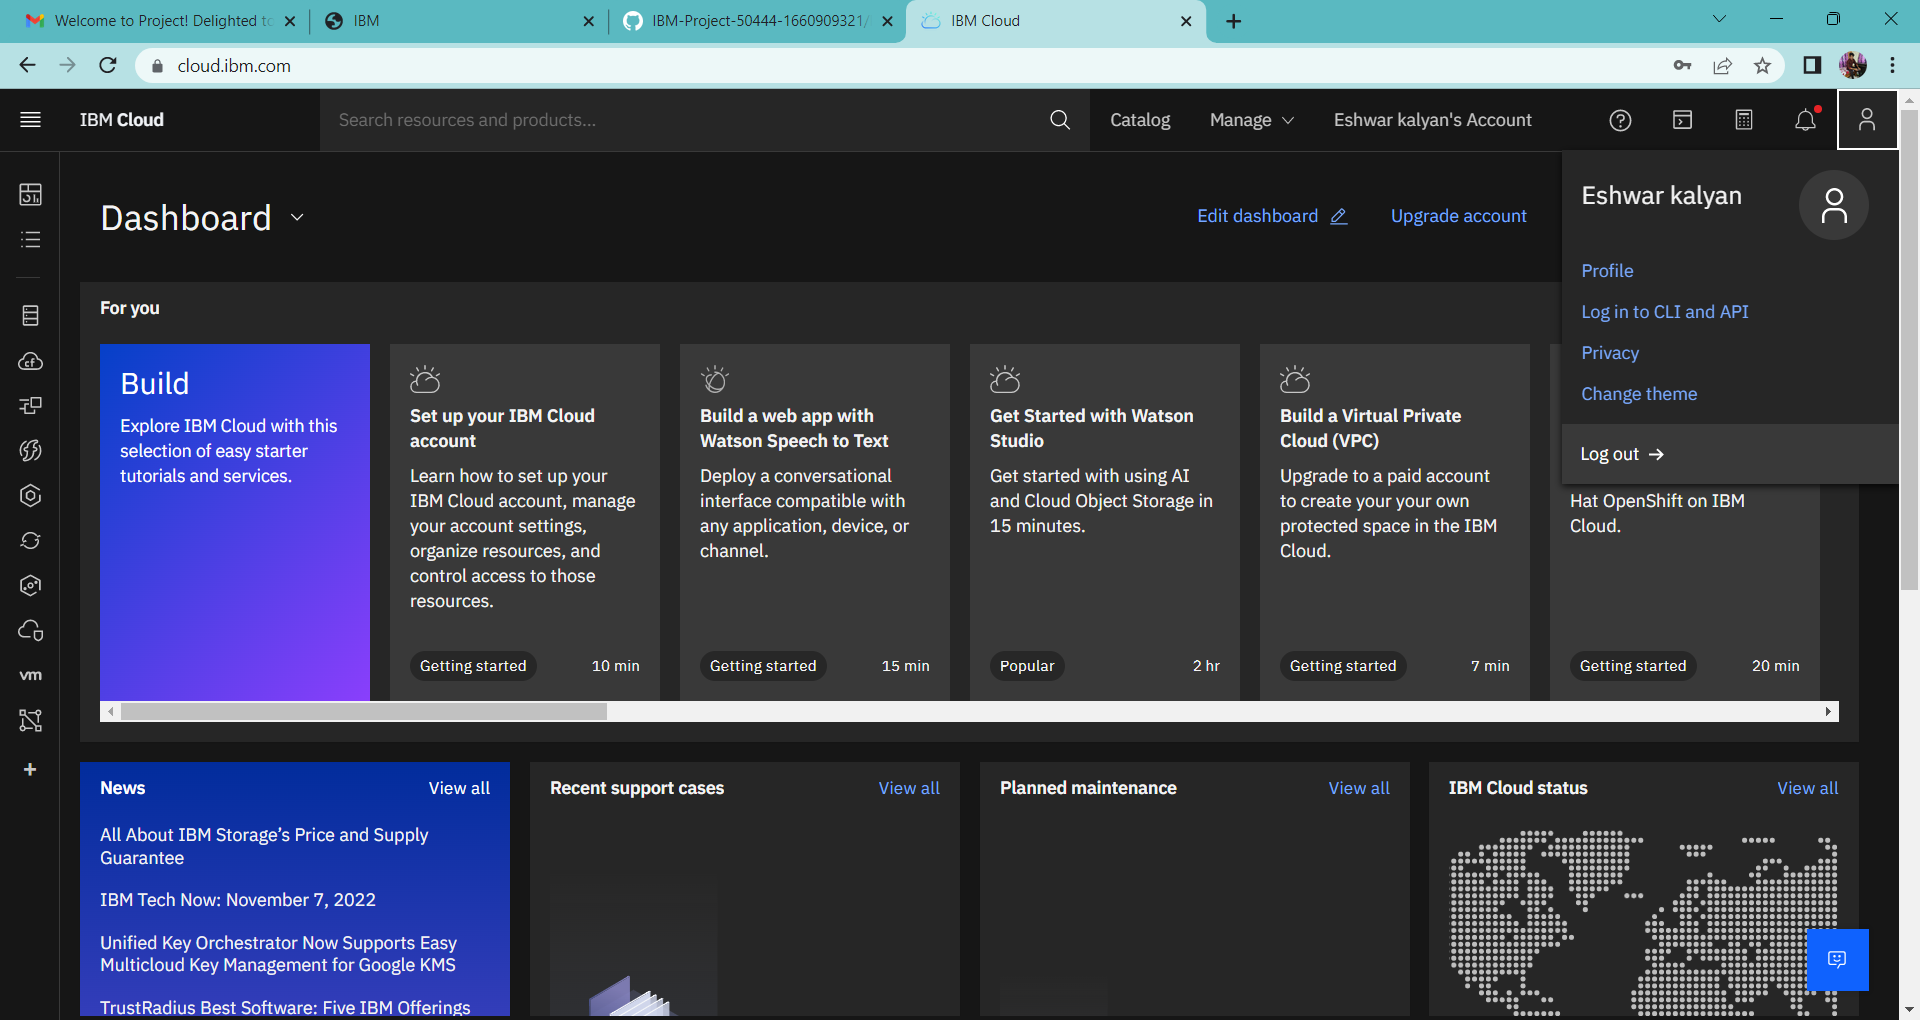 Welcome to Project! Delighted to
IBM
IBM-Project-50444-1660909321/
IBM Cloud
cloud.ibm.com
IBM Cloud
Search resources and products...
Catalog
Manage
Eshwar kalyan's Account
Dashboard
Edit dashboard
Upgrade account
Eshwar kalyan
Profile
Log in to CLI and API
Privacy
Change theme
Log out →
For you
Build
Explore IBM Cloud with this
selection of easy starter
tutorials and services.
Set up your IBM Cloud
account
Learn how to set up your
IBM Cloud account, manage
your account settings,
organize resources, and
control access to those
resources.
Getting started
10 min
Build a web app with
Watson Speech to Text
Deploy a conversational
interface compatible with
any application, device, or
channel.
Getting started
15 min
Get Started with Watson
Studio
Get started with using AI
and Cloud Object Storage in
15 minutes.
Popular
2 hr
Build a Virtual Private
Cloud (VPC)
Upgrade to a paid account
to create your your own
protected space in the IBM
Cloud.
Getting started
7 min
Hat OpenShift on IBM
Cloud.
Getting started
20 min
cf
vm
News
View all
All About IBM Storage’s Price and Supply
Guarantee
IBM Tech Now: November 7, 2022
Unified Key Orchestrator Now Supports Easy
Multicloud Key Management for Google KMS
TrustRadius Best Software: Five IBM Offerings
Recent support cases
View all
Planned maintenance
View all
IBM Cloud status
View all